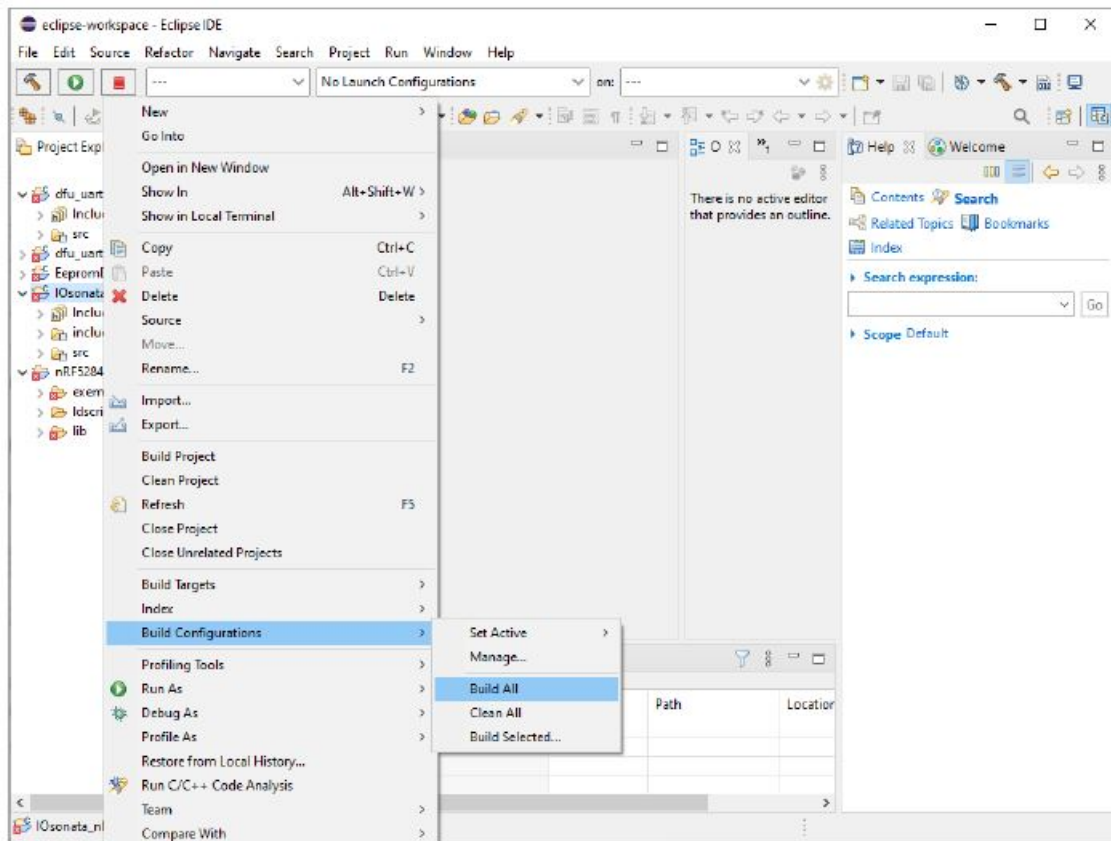 eclipse-workspace - Eclipse IDE
File Edit Source Refactor Navigate Search Project Run Window Help
--- No Launch Configurations on: ---
Project Exp
dfu_uart
Inclu
src
dfu_uart
Eeprom
IOsonata
Inclu
inclu
src
nRF5284
exem
ldscri
lib
New
Go Into
Open in New Window
Show In Alt+Shift+W >
Show in Local Terminal
Copy Ctrl+C
Paste Ctrl+V
Delete Delete
Source
Move...
Rename... F2
Import...
Export...
Build Project
Clean Project
Refresh F5
Close Project
Close Unrelated Projects
Build Targets
Index
Build Configurations
Profiling Tools
Run As
Debug As
Profile As
Restore from Local History...
Run C/C++ Code Analysis
Team
Compare With
Set Active
Manage...
Build All
Clean All
Build Selected...
O
There is no active editor
that provides an outline.
Path Location
Help Welcome
Contents Search
Related Topics Bookmarks
Index
Search expression:
Go
Scope Default
IOsonata_n